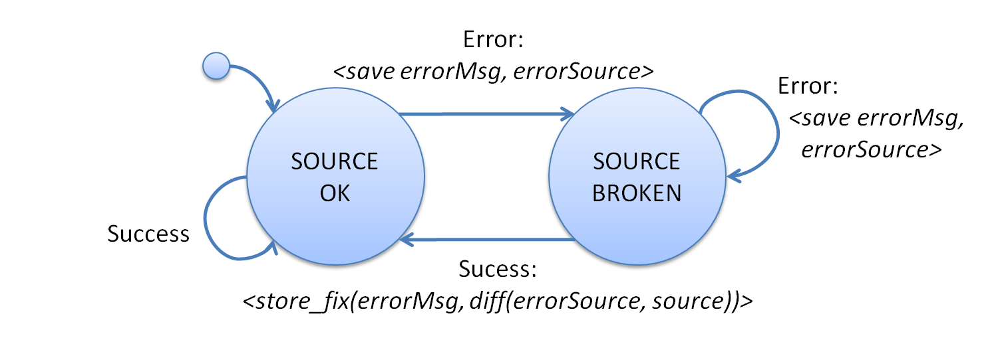 Error:
<save errorMsg, errorSource>
Error:
<save errorMsg,
errorSource>
SOURCE
OK
SOURCE
BROKEN
Success
Sucess:
<store_fix(errorMsg, diff(errorSource, source))>